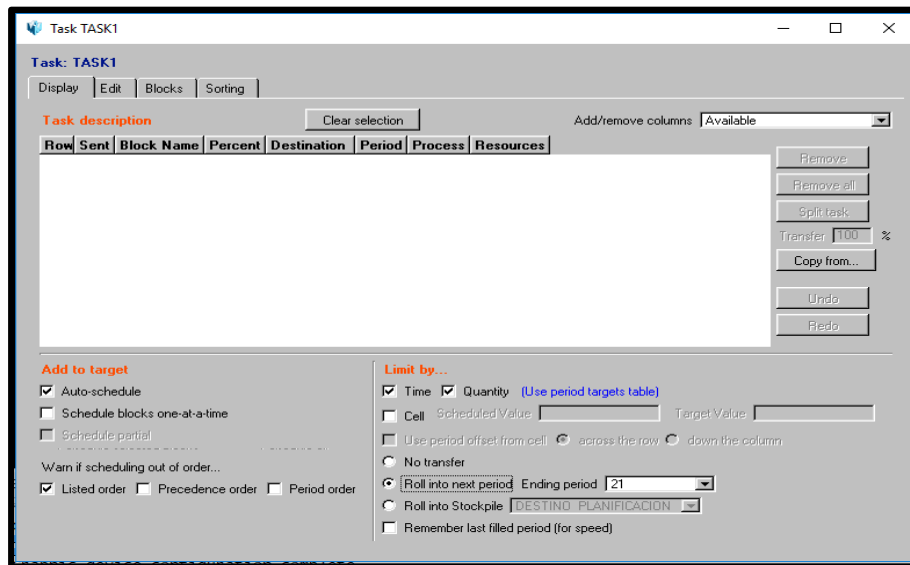 Task TASK1
Task: TASK1
Display Edit Blocks Sorting
Task description Clear selection Add/remove columns Available
Row Sent Block Name Percent Destination Period Process Resources
Remove
Remove all
Split task
Transfer 100 %
Copy from...
Undo
Redo
Add to target
Auto-schedule
Schedule blocks one-at-a-time
Schedule partial
Warn if scheduling out of order...
Listed order Precedence order Period order
Limit by...
Time Quantity (Use period targets table)
Cell Scheduled Value Target Value
Use period offset from cell across the row down the column
No transfer
Roll into next period Ending period 21
Roll into Stockpile DESTINO PLANIFICACION
Remember last filled period (for speed)